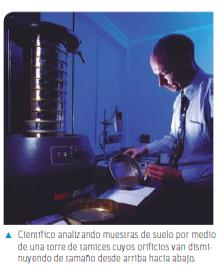 ▲ Científico analizando muestras de suelo por medio
de una torre de tamices cuyos orificios van dismi-
nuyendo de tamaño desde arriba hacia abajo.